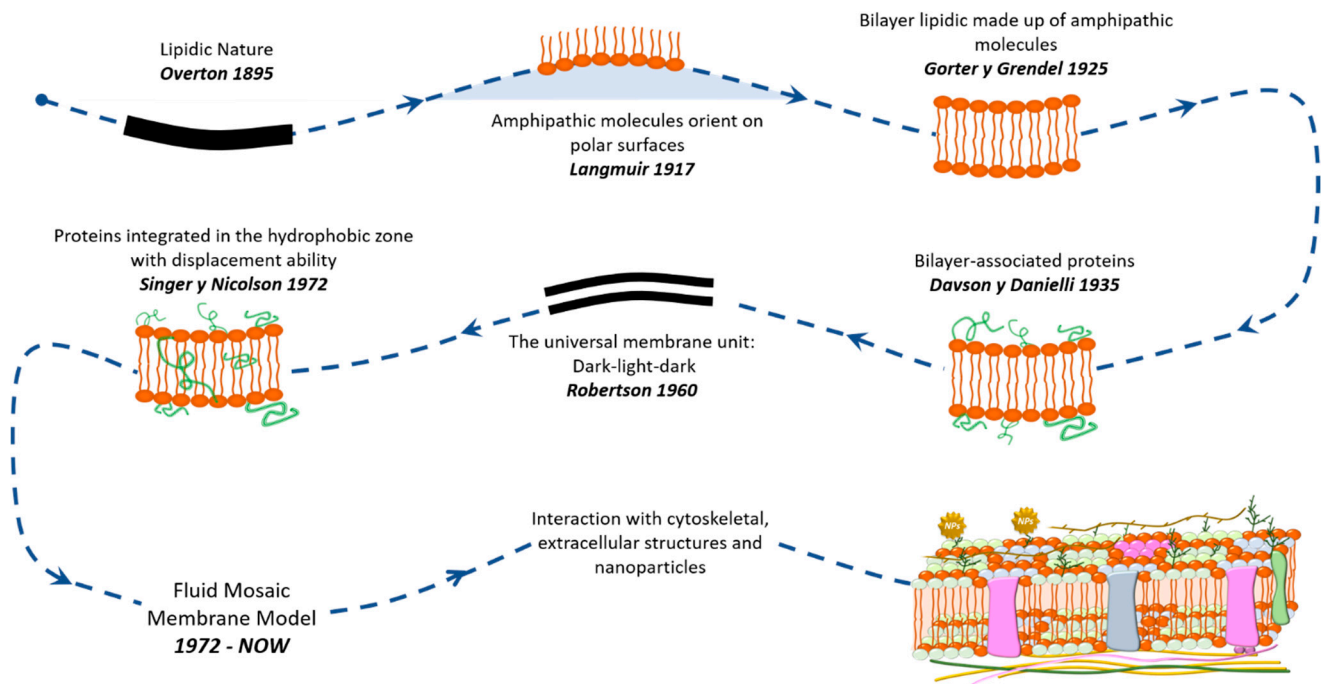 Lipidic Nature
Overton 1895
Amphipathic molecules orient on
polar surfaces
Langmuir 1917
Bilayer lipidic made up of amphipathic
molecules
Gorter y Grendel 1925
Bilayer-associated proteins
Davson y Danielli 1935
The universal membrane unit:
Dark-light-dark
Robertson 1960
Proteins integrated in the hydrophobic zone
with displacement ability
Singer y Nicolson 1972
Fluid Mosaic
Membrane Model
1972 - NOW
Interaction with cytoskeletal,
extracellular structures and
nanoparticles
NPs
NPs